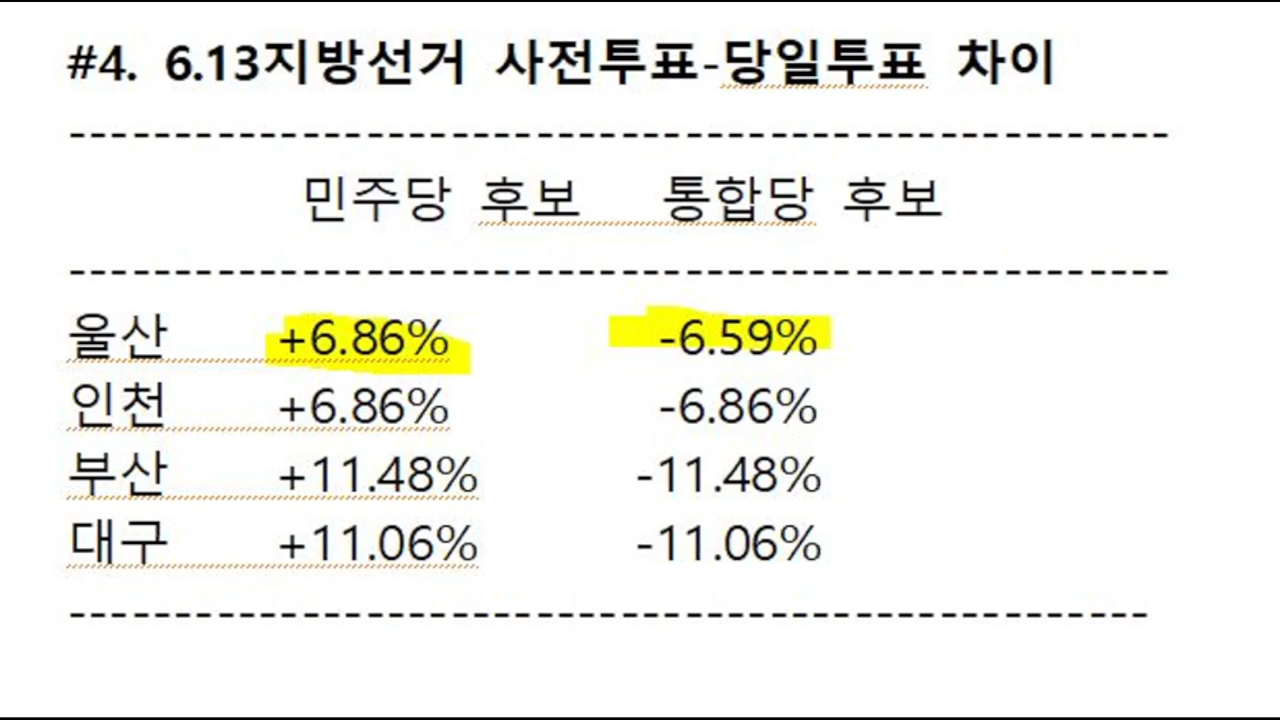 #4. 6.13지방선거 사전투표-당일투표 차이
-----------------------------------------------------
민주당 후보 통합당 후보
-----------------------------------------------------
울산 +6.86% -6.59%
인천 +6.86% -6.86%
부산 +11.48% -11.48%
대구 +11.06% -11.06%
----------------------------------------------------